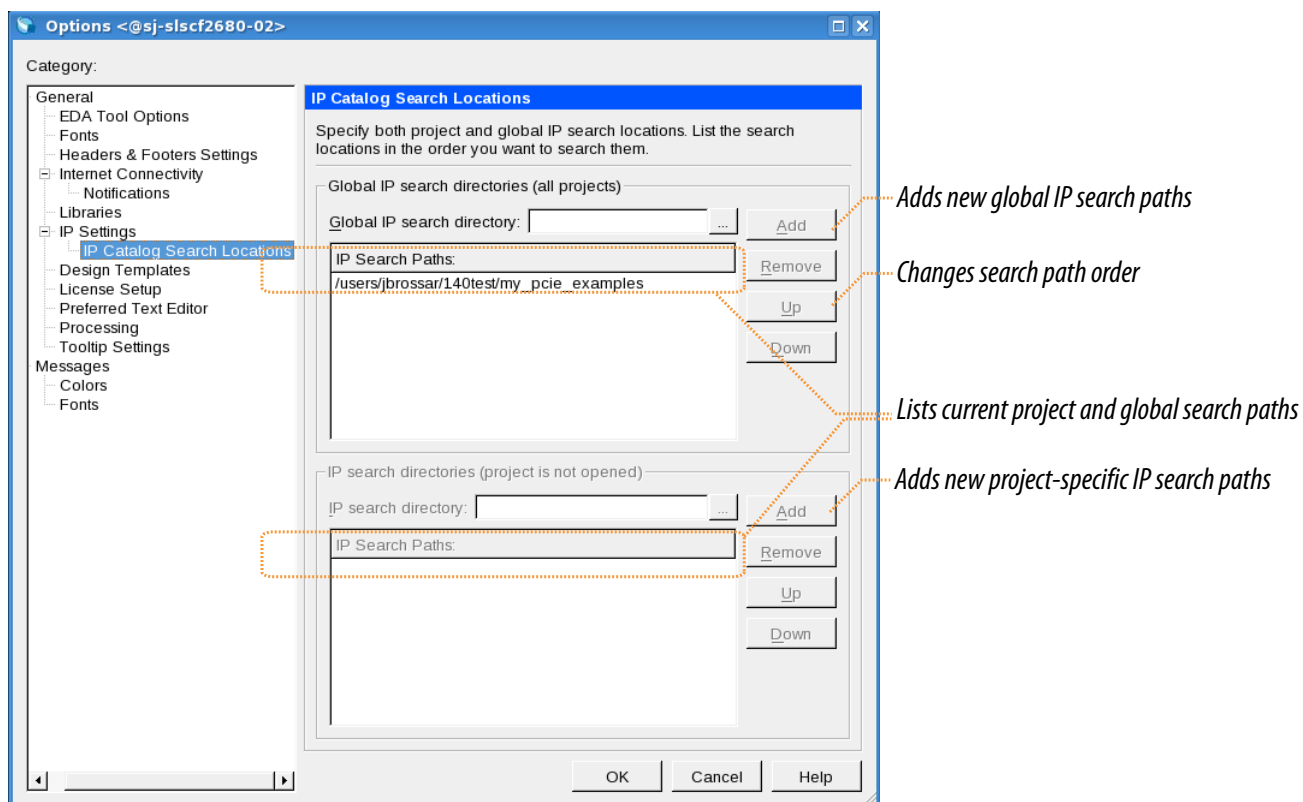 Options <@sj-slscf2680-02>
Category:
General
EDA Tool Options
Fonts
Headers & Footers Settings
Internet Connectivity
Notifications
Libraries
IP Settings
IP Catalog Search Locations
Design Templates
License Setup
Preferred Text Editor
Processing
Tooltip Settings
Messages
Colors
Fonts
IP Catalog Search Locations
Specify both project and global IP search locations. List the search
locations in the order you want to search them.
Global IP search directories (all projects)
Global IP search directory:
...
Add
IP Search Paths:
Remove
/users/jbrossar/140test/my_pcie_examples
Up
Down
IP search directories (project is not opened)
IP search directory:
...
Add
IP Search Paths:
Remove
Up
Down
OK
Cancel
Help
Adds new global IP search paths
Changes search path order
Lists current project and global search paths
Adds new project-specific IP search paths